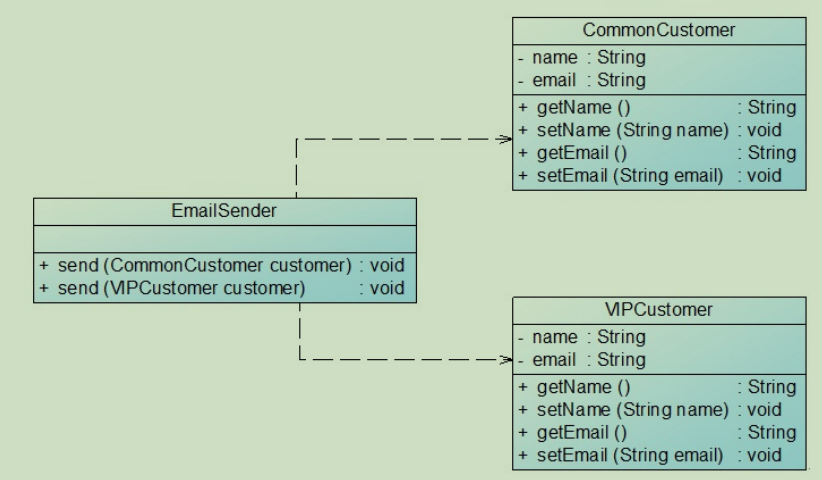 CommonCustomer
- name : String
- email : String
+ getName () : String
+ setName (String name) : void
+ getEmail () : String
+ setEmail (String email) : void
EmailSender
+ send (CommonCustomer customer) : void
+ send (VIPCustomer customer) : void
VIPCustomer
- name : String
- email : String
+ getName () : String
+ setName (String name) : void
+ getEmail () : String
+ setEmail (String email) : void